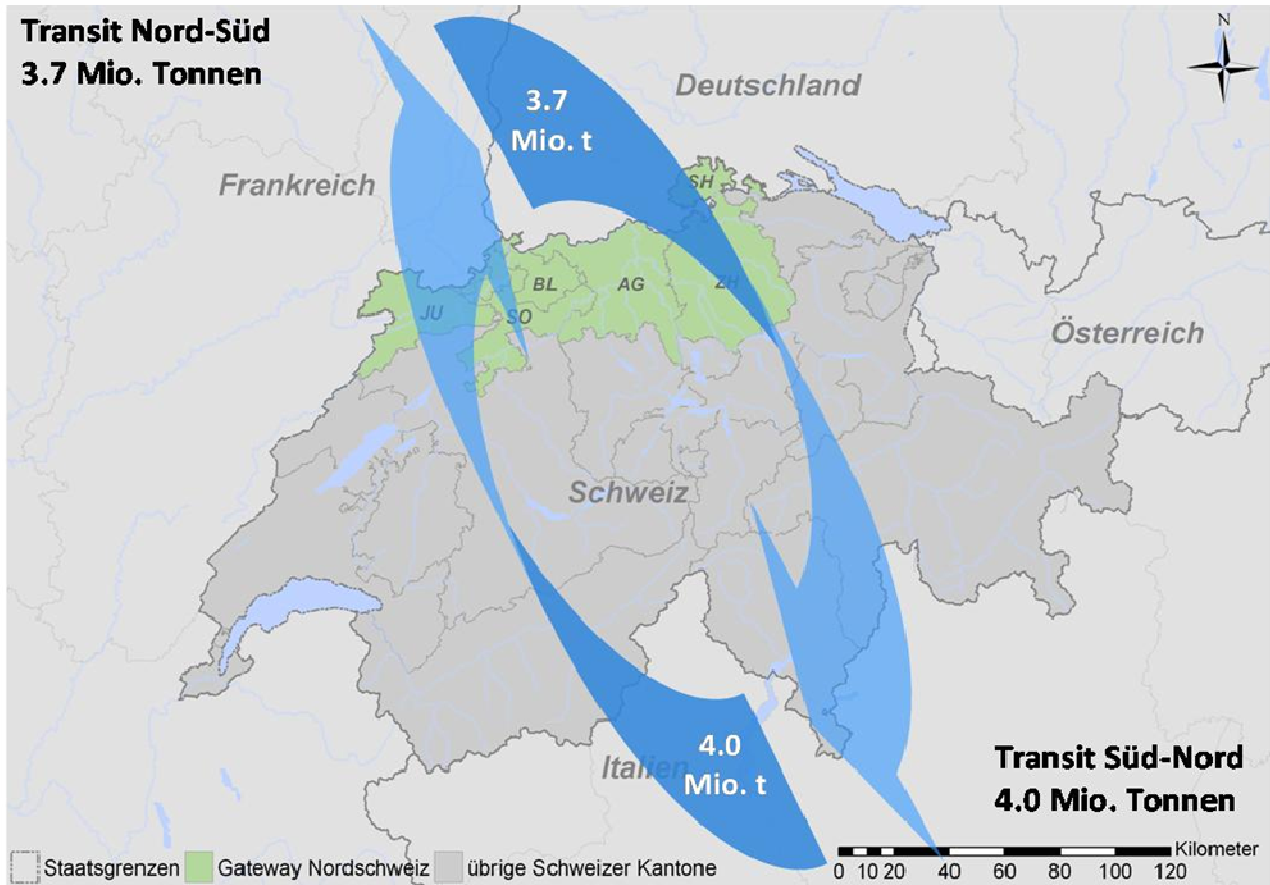 Transit Nord-Süd
3.7 Mio. Tonnen
N
3.7
Mio. t
Deutschland
Frankreich
SH
BL
AG
ZH
JU
SO
Österreich
Schweiz
4.0
Mio. t
Italien
Transit Süd-Nord
4.0 Mio. Tonnen
Staatsgrenzen
Gateway Nordschweiz
übrige Schweizer Kantone
Kilometer
0 10 20 40 60 80 100 120